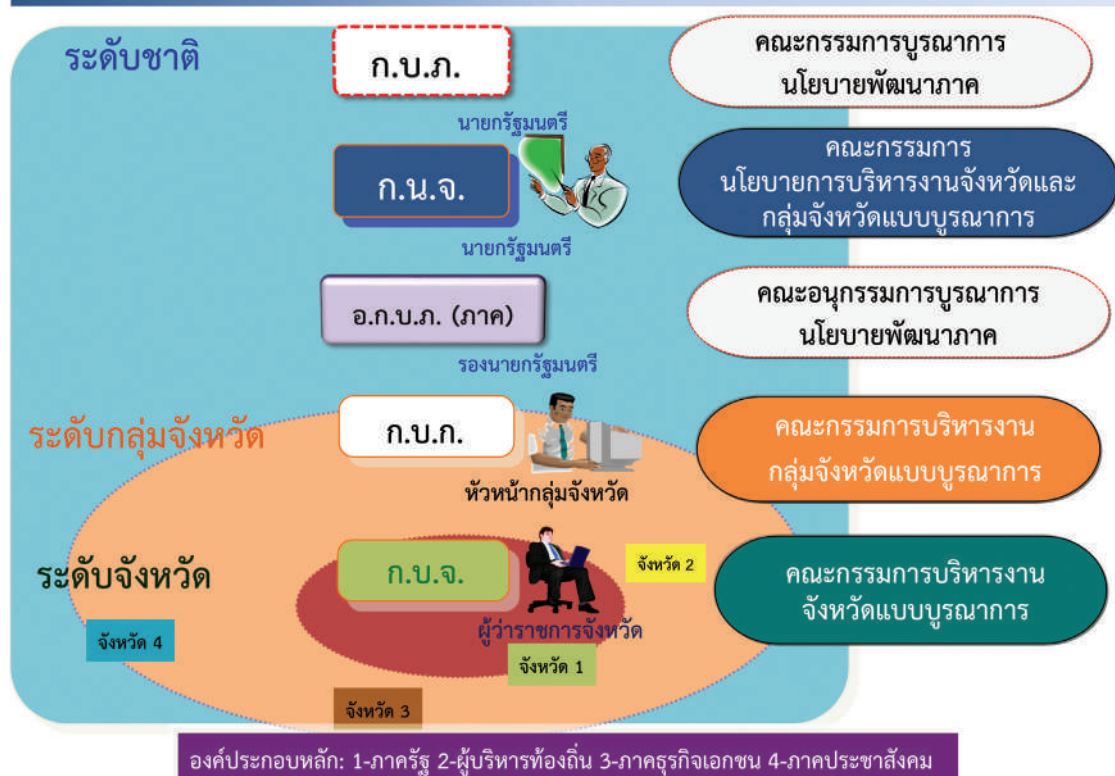 ระดับชาติ
ก.บ.ภ.
คณะกรรมการบูรณาการ
นโยบายพัฒนาภาค
นายกรัฐมนตรี
ก.น.จ.
คณะกรรมการ
นโยบายการบริหารงานจังหวัดและ
กลุ่มจังหวัดแบบบูรณาการ
นายกรัฐมนตรี
อ.ก.บ.ภ. (ภาค)
คณะอนุกรรมการบูรณาการ
นโยบายพัฒนาภาค
รองนายกรัฐมนตรี
ระดับกลุ่มจังหวัด
ก.บ.ก.
คณะกรรมการบริหารงาน
กลุ่มจังหวัดแบบบูรณาการ
หัวหน้ากลุ่มจังหวัด
ระดับจังหวัด
ก.บ.จ.
จังหวัด 2
คณะกรรมการบริหารงาน
จังหวัดแบบบูรณาการ
ผู้ว่าราชการจังหวัด
จังหวัด 4
จังหวัด 1
จังหวัด 3
องค์ประกอบหลัก: 1-ภาครัฐ 2-ผู้บริหารท้องถิ่น 3-ภาคธุรกิจเอกชน 4-ภาคประชาสังคม